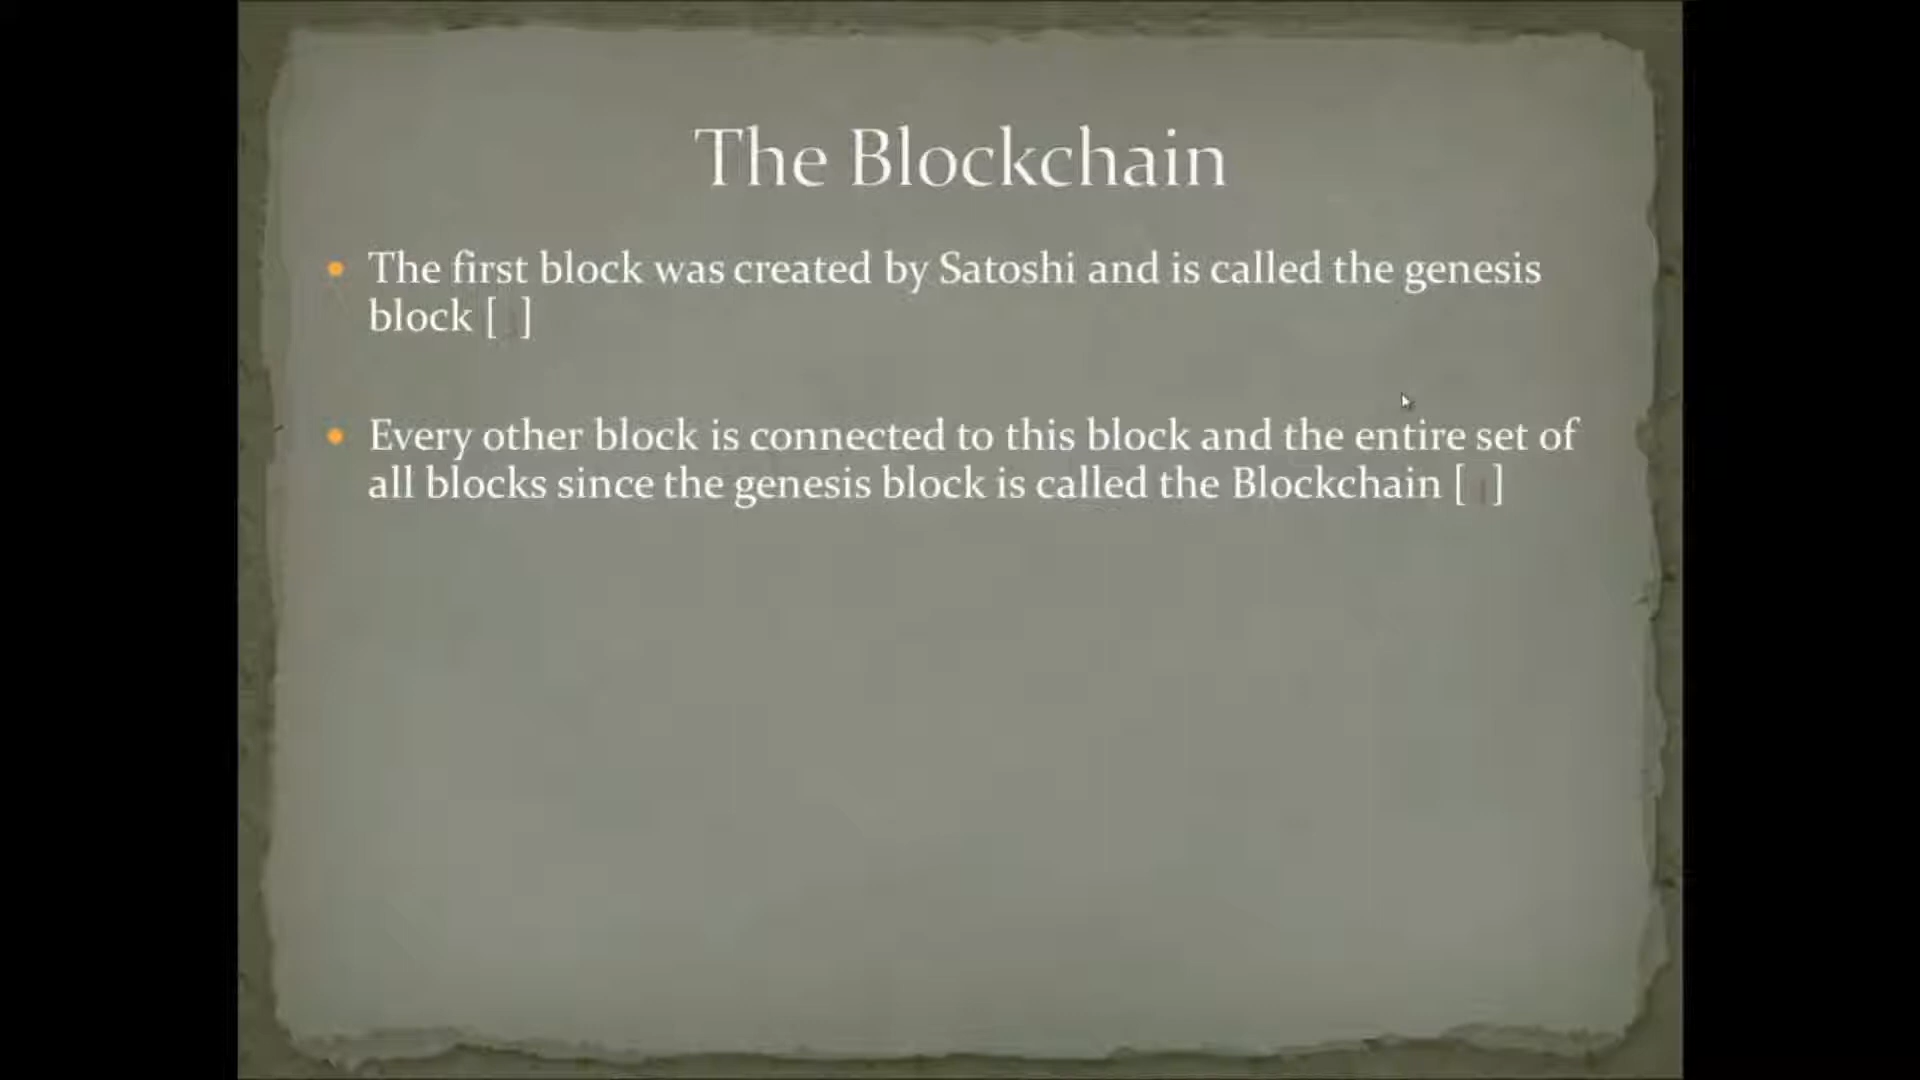 The Blockchain
• The first block was created by Satoshi and is called the genesis
block [ ]
• Every other block is connected to this block and the entire set of
all blocks since the genesis block is called the Blockchain [ ]